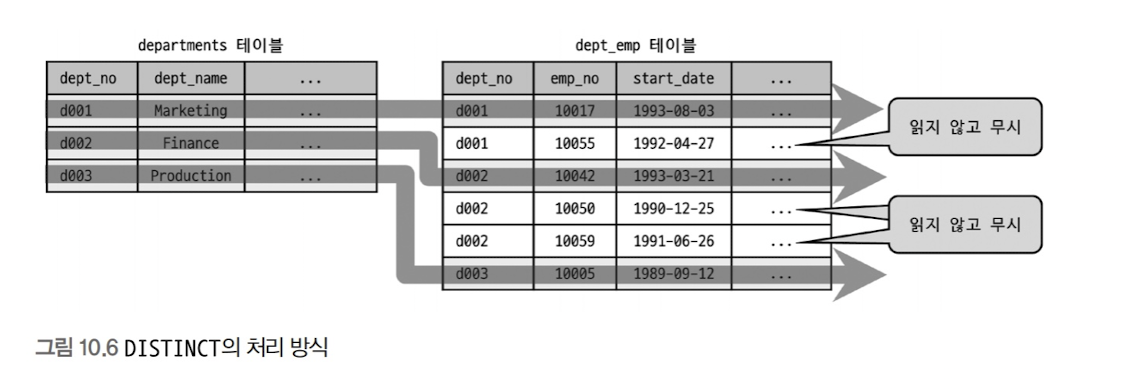 departments 테이블
dept_no dept_name ...
d001 Marketing ...
d002 Finance ...
d003 Production ...
dept_emp 테이블
dept_no emp_no start_date ...
d001 10017 1993-08-03 ...
d001 10055 1992-04-27 ...
d002 10042 1993-03-21 ...
d002 10050 1990-12-25 ...
d002 10059 1991-06-26 ...
d003 10005 1989-09-12 ...
읽지 않고 무시
읽지 않고 무시
그림 10.6 DISTINCT의 처리 방식